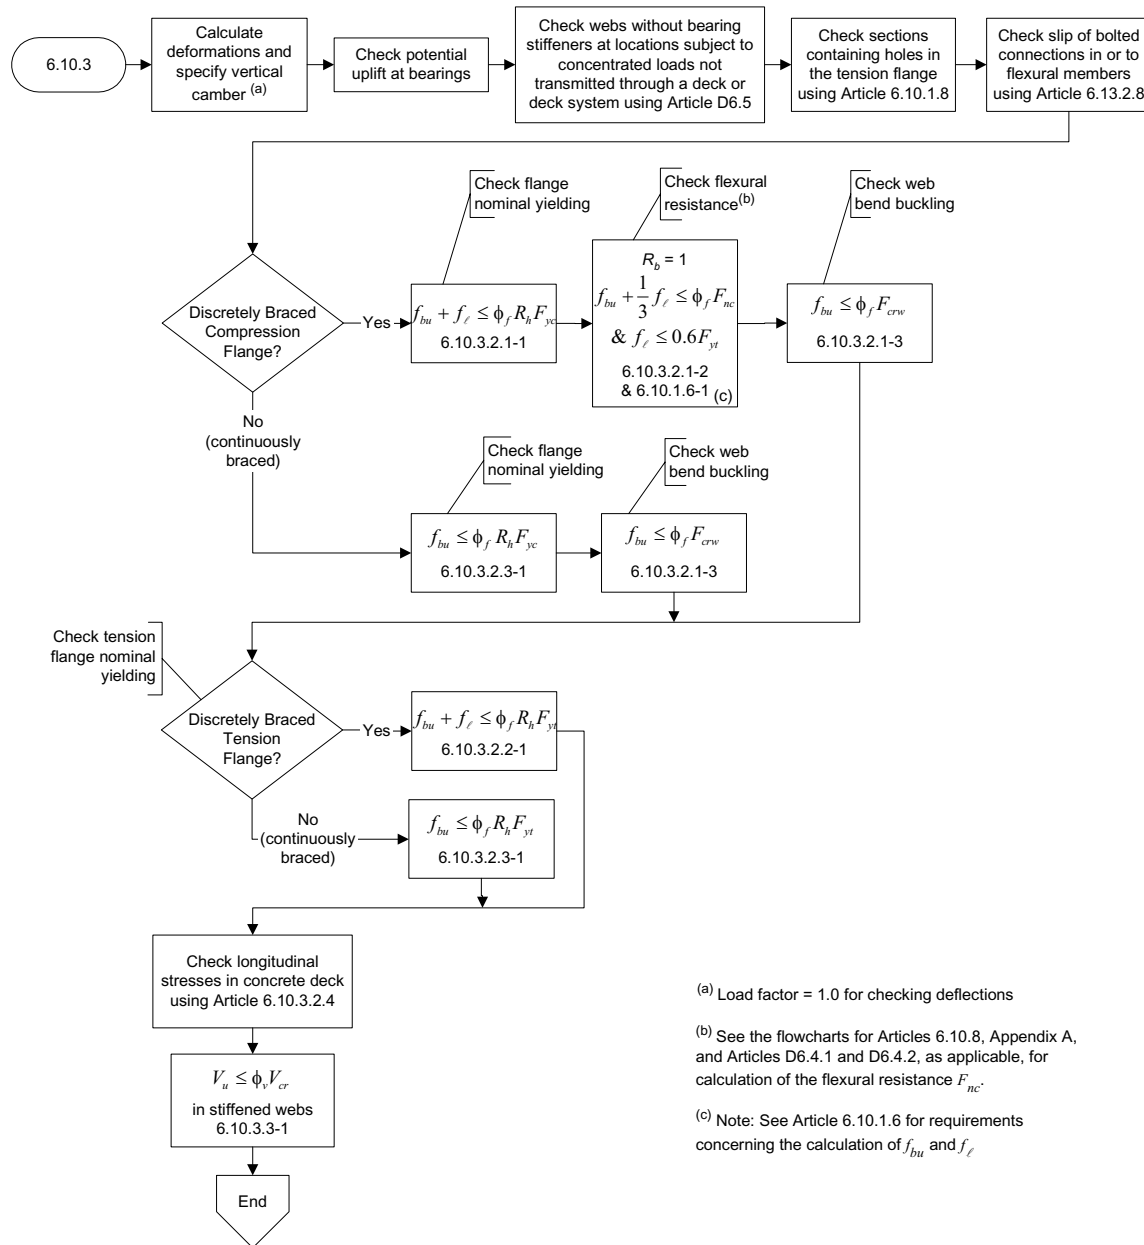 6.10.3
Calculate
deformations and
specify vertical
camber (a)
Check potential
uplift at bearings
Check webs without bearing
stiffeners at locations subject to
concentrated loads not
transmitted through a deck or
deck system using Article D6.5
Check sections
containing holes in
the tension flange
using Article 6.10.1.8
Check slip of bolted
connections in or to
flexural members
using Article 6.13.2.8
Check flange
nominal yielding
Check flexural
resistance(b)
Check web
bend buckling
Discretely Braced
Compression
Flange?
Yes
f_bu + f_ℓ ≤ ϕ_f R_h F_yc
6.10.3.2.1-1
R_b = 1
f_bu + 1/3 f_ℓ ≤ ϕ_f F_nc
& f_ℓ ≤ 0.6F_yt
6.10.3.2.1-2
& 6.10.1.6-1 (c)
f_bu ≤ ϕ_f F_crw
6.10.3.2.1-3
No
(continuously
braced)
Check flange
nominal yielding
Check web
bend buckling
f_bu ≤ ϕ_f R_h F_yc
6.10.3.2.3-1
f_bu ≤ ϕ_f F_crw
6.10.3.2.1-3
Check tension
flange nominal
yielding
Discretely Braced
Tension
Flange?
Yes
f_bu + f_ℓ ≤ ϕ_f R_h F_yt
6.10.3.2.2-1
No
(continuously
braced)
f_bu ≤ ϕ_f R_h F_yt
6.10.3.2.3-1
Check longitudinal
stresses in concrete deck
using Article 6.10.3.2.4
V_u ≤ ϕ_v V_cr
in stiffened webs
6.10.3.3-1
End
(a) Load factor = 1.0 for checking deflections
(b) See the flowcharts for Articles 6.10.8, Appendix A,
and Articles D6.4.1 and D6.4.2, as applicable, for
calculation of the flexural resistance F_nc.
(c) Note: See Article 6.10.1.6 for requirements
concerning the calculation of f_bu and f_ℓ